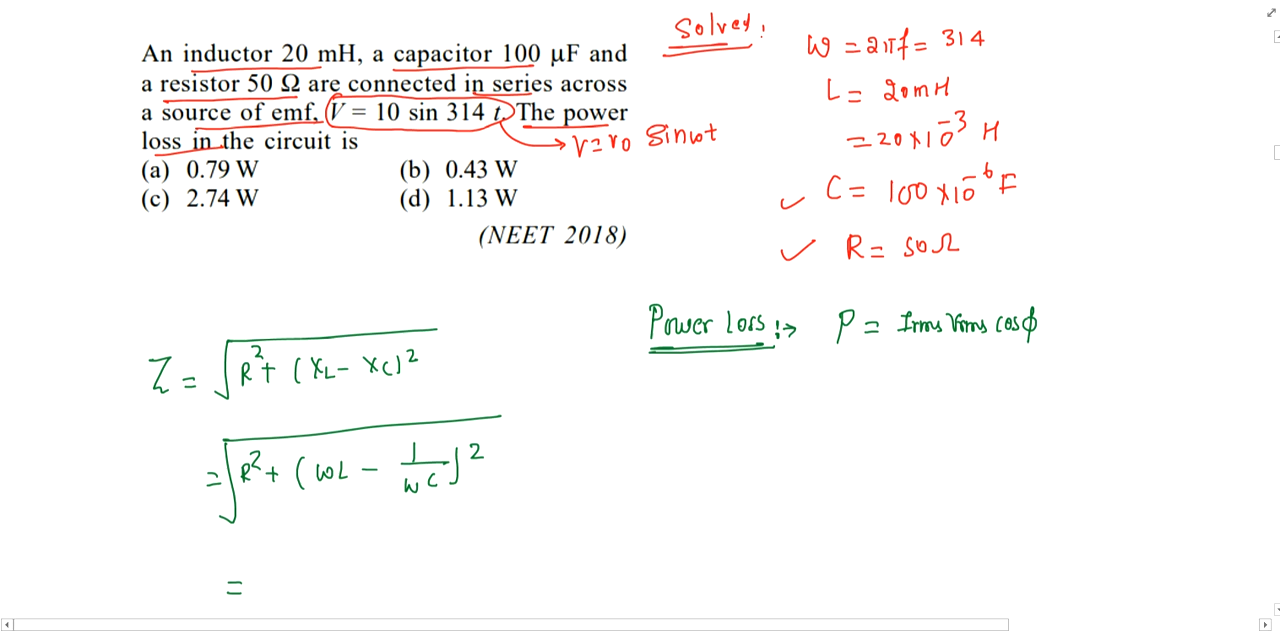 An inductor 20 mH, a capacitor 100 μF and
a resistor 50 Ω are connected in series across
a source of emf, V = 10 sin 314 t. The power
loss in the circuit is
(a) 0.79 W (b) 0.43 W
(c) 2.74 W (d) 1.13 W
(NEET 2018)
Solved:
V=V₀ Sinωt
W = 2πf = 314
L = 20mH
= 20×10⁻³ H
C = 100×10⁻⁶ F
R = 50Ω
Power Loss :→ P = Irms Vrms cosϕ
Z = √R²+ (XL - XC)²
= √R²+ (ωL - 1/WC)²
=